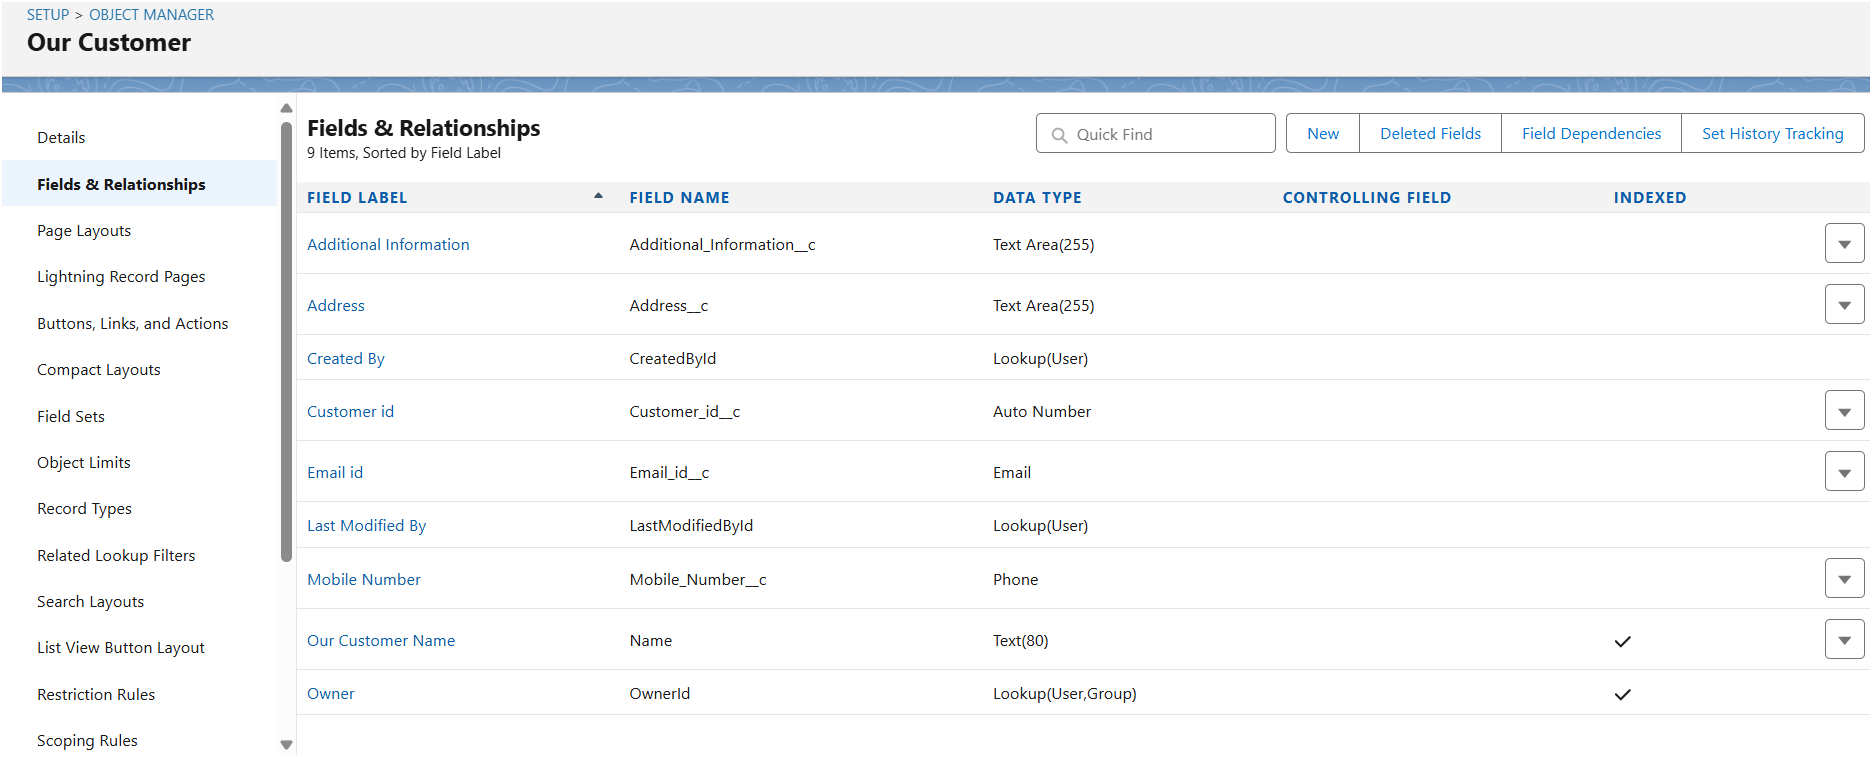 SETUP > OBJECT MANAGER
Our Customer
Details
Fields & Relationships
Page Layouts
Lightning Record Pages
Buttons, Links, and Actions
Compact Layouts
Field Sets
Object Limits
Record Types
Related Lookup Filters
Search Layouts
List View Button Layout
Restriction Rules
Scoping Rules
Fields & Relationships
9 Items, Sorted by Field Label
Quick Find New Deleted Fields Field Dependencies Set History Tracking
FIELD LABEL FIELD NAME DATA TYPE CONTROLLING FIELD INDEXED
Additional Information Additional_Information__c Text Area(255)
Address Address__c Text Area(255)
Created By CreatedById Lookup(User)
Customer id Customer_id__c Auto Number
Email id Email_id__c Email
Last Modified By LastModifiedById Lookup(User)
Mobile Number Mobile_Number__c Phone
Our Customer Name Name Text(80)
Owner OwnerId Lookup(User,Group)